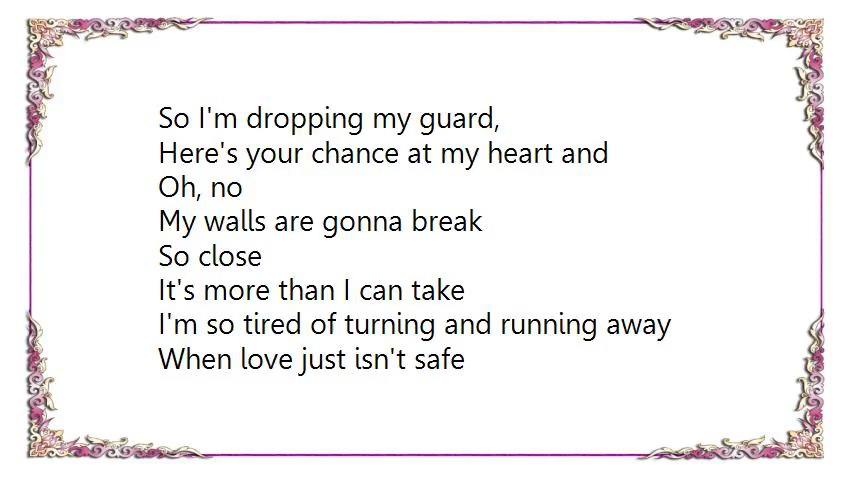 So I'm dropping my guard,
Here's your chance at my heart and
Oh, no
My walls are gonna break
So close
It's more than I can take
I'm so tired of turning and running away
When love just isn't safe